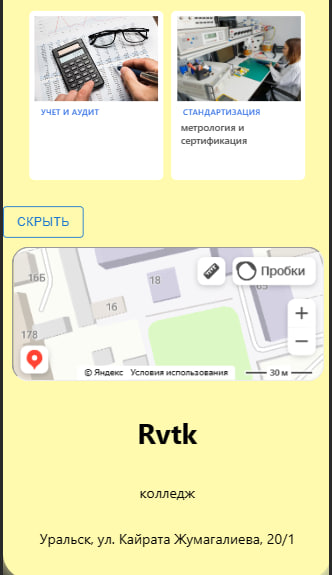 УЧЕТ И АУДИТ
СТАНДАРТИЗАЦИЯ
метрология и
сертификация
СКРЫТЬ
16Б
18
Пробки
16
178
165
© Яндекс Условия использования
30 м
Rvtk
колледж
Уральск, ул. Кайрата Жумагалиева, 20/1